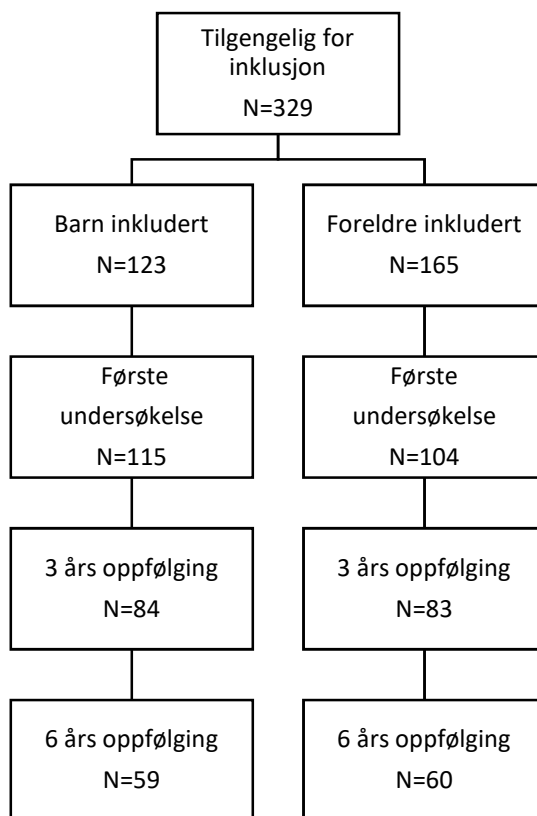 Tilgengelig for
inklusjon
N=329
Barn inkludert
N=123
Foreldre inkludert
N=165
Første
undersøkelse
N=115
Første
undersøkelse
N=104
3 års oppfølging
N=84
3 års oppfølging
N=83
6 års oppfølging
N=59
6 års oppfølging
N=60